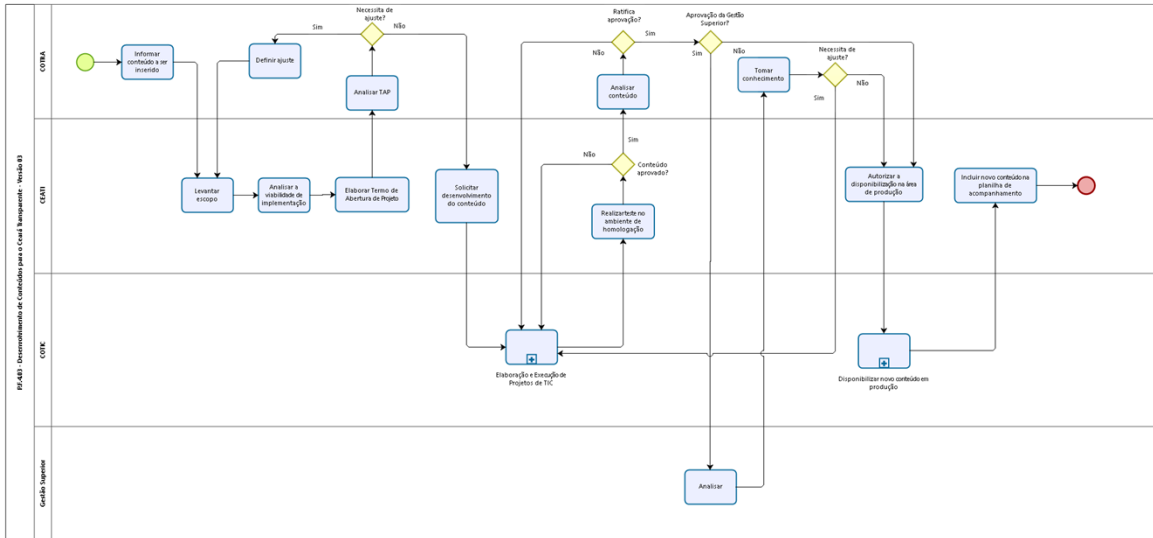 P.F.403 - Desenvolvimento de Conteúdos para o Ceará Transparente - Versão 03
COTRA
Informar
conteúdo a ser
inserido
Definir ajuste
Necessita de
ajuste?
Sim
Não
Analisar TAP
Ratifica
aprovação?
Não
Sim
Analisar
conteúdo
Aprovação da Gestão
Superior?
Sim
Não
Tomar
conhecimento
Necessita de
ajuste?
Sim
Não
CEATI
Levantar
escopo
Analisar a
viabilidade de
implementação
Elaborar Termo de
Abertura de Projeto
Solicitar
desenvolvimento
do conteúdo
Sim
Não
Conteúdo
aprovado?
Realizar teste no
ambiente de
homologação
Autorizar a
disponibilização na área
de produção
Incluir novo conteúdo na
planilha de
acompanhamento
COTIC
Elaboração e Execução de
Projetos de TIC
Disponibilizar novo conteúdo em
produção
Gestão Superior
Analisar